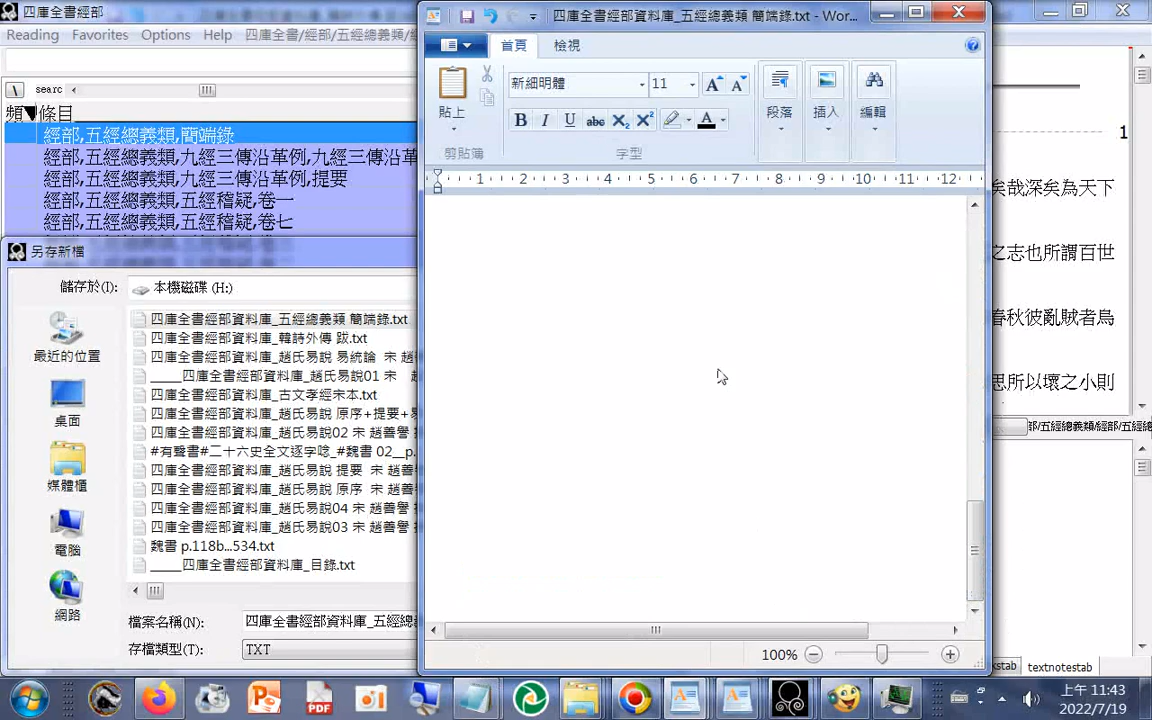 四庫全書經部
Reading Favorites Options Help 四庫全書/經部/五經總義類/
searc
頻 條目
經部,五經總義類,簡端錄
經部,五經總義類,九經三傳沿革例,九經三傳沿革
經部,五經總義類,九經三傳沿革例,提要
經部,五經總義類,五經稽疑,卷一
經部,五經總義類,五經稽疑,卷七
另存新檔
儲存於(I): 本機磁碟 (H:)
最近的位置
桌面
媒體櫃
電腦
網路
四庫全書經部資料庫_五經總義類 簡端錄.txt
四庫全書經部資料庫_韓詩外傳 跋.txt
四庫全書經部資料庫_趙氏易說 易統論 宋 趙
_____四庫全書經部資料庫_趙氏易說01 宋
四庫全書經部資料庫_古文孝經宋本.txt
四庫全書經部資料庫_趙氏易說 原序+提要+
四庫全書經部資料庫_趙氏易說02 宋 趙善譽
#有聲書#二十六史全文逐字唸_#魏書 02__p.
四庫全書經部資料庫_趙氏易說 提要 宋 趙善
四庫全書經部資料庫_趙氏易說 原序 宋 趙善
四庫全書經部資料庫_趙氏易說04 宋 趙善譽
四庫全書經部資料庫_趙氏易說03 宋 趙善譽
魏書 p.118b...534.txt
_____四庫全書經部資料庫_目錄.txt
檔案名稱(N): 四庫全書經部資料庫_五經總
存檔類型(T): TXT
四庫全書經部資料庫_五經總義類 簡端錄.txt - Wor...
首頁 檢視
貼上
剪貼簿
新細明體 11
B I U abc X₂ X² A
字型
段落
插入
編輯
1 2 3 4 5 6 7 8 9 10 11 12
100%
1
矣哉深矣為天下
之志也所謂百世
春秋彼亂賊者烏
思所以壞之小則
部/五經總義類/經部/五經總
kstab textnotestab
PDF
上午 11:43
2022/7/19